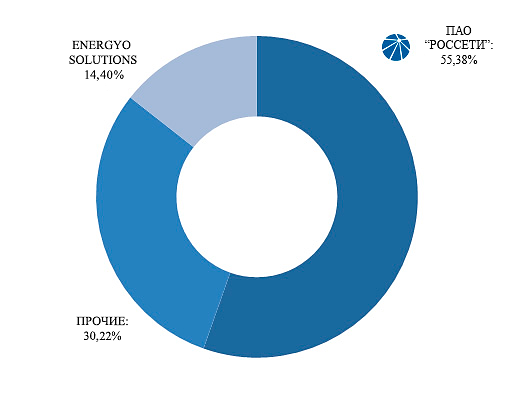 ENERGYO
SOLUTIONS
14,40%
ПАО
“РОССЕТИ”:
55,38%
ПРОЧИЕ:
30,22%